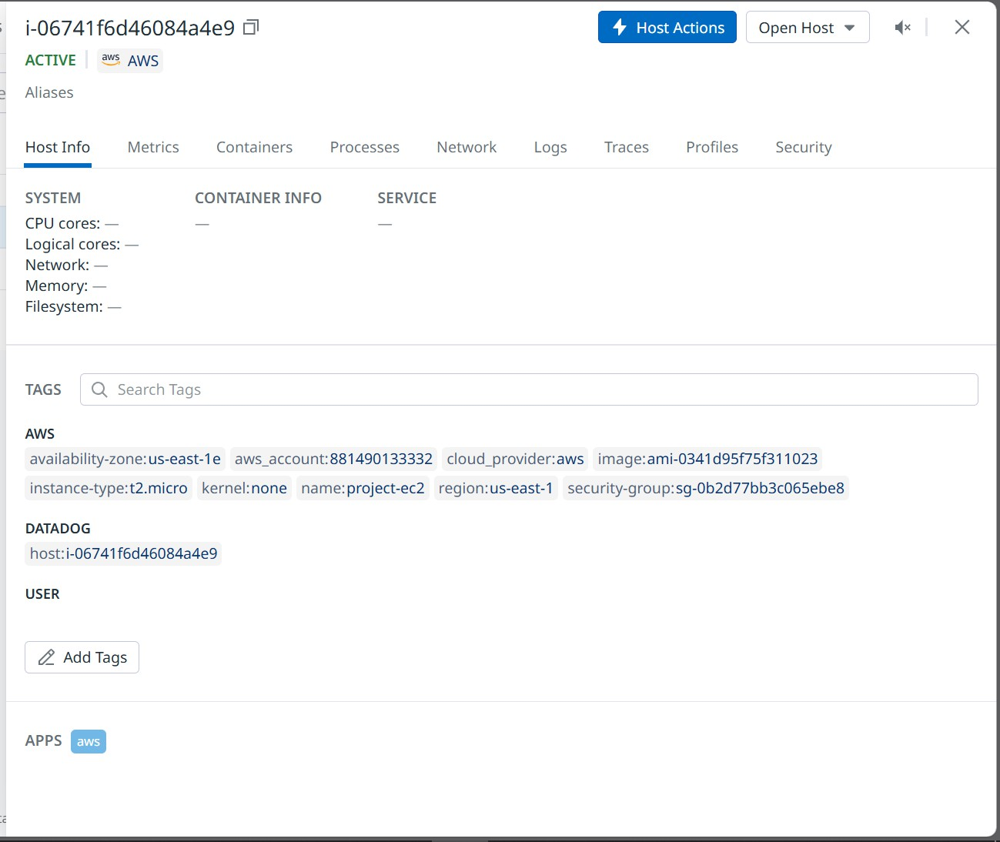 i-06741f6d46084a4e9 Host Actions Open Host
ACTIVE aws AWS
Aliases
Host Info Metrics Containers Processes Network Logs Traces Profiles Security
SYSTEM CONTAINER INFO SERVICE
CPU cores: — — —
Logical cores: —
Network: —
Memory: —
Filesystem: —
TAGS Search Tags
AWS
availability-zone:us-east-1e aws_account:881490133332 cloud_provider:aws image:ami-0341d95f75f311023
instance-type:t2.micro kernel:none name:project-ec2 region:us-east-1 security-group:sg-0b2d77bb3c065ebe8
DATADOG
host:i-06741f6d46084a4e9
USER
Add Tags
APPS aws